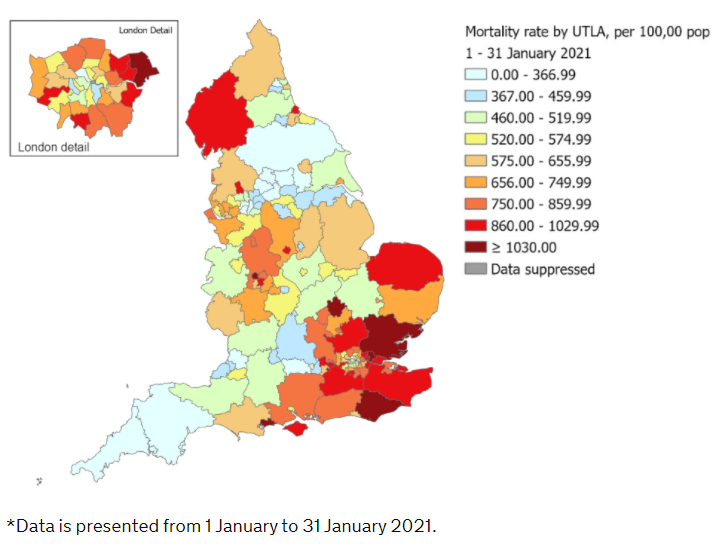 London Detail
London detail
Mortality rate by UTLA, per 100,00 pop
1 - 31 January 2021
0.00 - 366.99
367.00 - 459.99
460.00 - 519.99
520.00 - 574.99
575.00 - 655.99
656.00 - 749.99
750.00 - 859.99
860.00 - 1029.99
≥ 1030.00
Data suppressed
*Data is presented from 1 January to 31 January 2021.